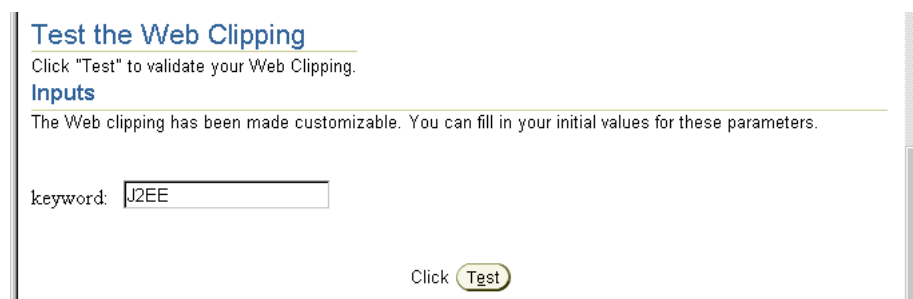 Test the Web Clipping
Click "Test" to validate your Web Clipping.
Inputs
The Web clipping has been made customizable. You can fill in your initial values for these parameters.
keyword: J2EE
Click Test